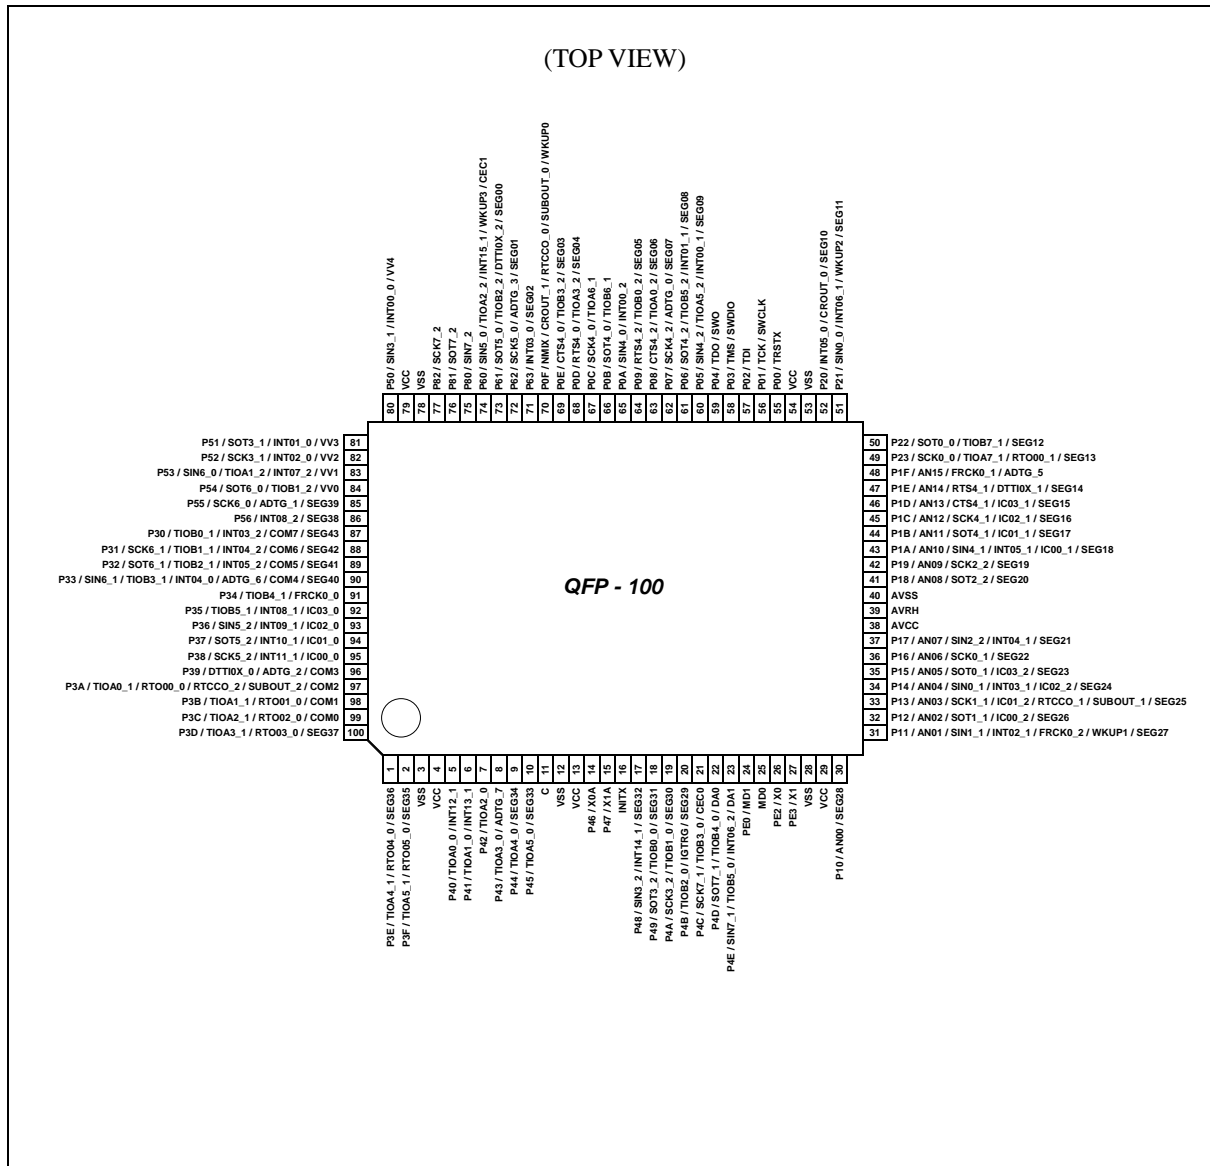 (TOP VIEW)
P50 / SIN3_1 / INT00_0 / VV4
VCC
VSS
P82 / SCK7_2
P81 / SOT7_2
P80 / SIN7_2
P60 / SIN5_0 / TIOA2_2 / INT15_1 / WKUP3 / CEC1
P61 / SOT5_0 / TIOB2_2 / DTTI0X_2 / SEG00
P62 / SCK5_0 / ADTG_3 / SEG01
P63 / INT03_0 / SEG02
P0F / NMIX / CROUT_1 / RTCCO_0 / SUBOUT_0 / WKUP0
P0E / CTS4_0 / TIOB3_2 / SEG03
P0D / RTS4_0 / TIOA3_2 / SEG04
P0C / SCK4_0 / TIOA6_1
P0B / SOT4_0 / TIOB6_1
P0A / SIN4_0 / INT00_2
P09 / RTS4_2 / TIOB0_2 / SEG05
P08 / CTS4_2 / TIOA0_2 / SEG06
P07 / SCK4_2 / ADTG_0 / SEG07
P06 / SOT4_2 / TIOB5_2 / INT01_1 / SEG08
P05 / SIN4_2 / TIOA5_2 / INT00_1 / SEG09
P04 / TDO / SWO
P03 / TMS / SWDIO
P02 / TDI
P01 / TCK / SWCLK
P00 / TRSTX
VCC
VSS
P20 / INT05_0 / CROUT_0 / SEG10
P21 / SIN0_0 / INT06_1 / WKUP2 / SEG11
80 79 78 77 76 75 74 73 72 71 70 69 68 67 66 65 64 63 62 61 60 59 58 57 56 55 54 53 52 51
P51 / SOT3_1 / INT01_0 / VV3 81
P52 / SCK3_1 / INT02_0 / VV2 82
P53 / SIN6_0 / TIOA1_2 / INT07_2 / VV1 83
P54 / SOT6_0 / TIOB1_2 / VV0 84
P55 / SCK6_0 / ADTG_1 / SEG39 85
P56 / INT08_2 / SEG38 86
P30 / TIOB0_1 / INT03_2 / COM7 / SEG43 87
P31 / SCK6_1 / TIOB1_1 / INT04_2 / COM6 / SEG42 88
P32 / SOT6_1 / TIOB2_1 / INT05_2 / COM5 / SEG41 89
P33 / SIN6_1 / TIOB3_1 / INT04_0 / ADTG_6 / COM4 / SEG40 90
P34 / TIOB4_1 / FRCK0_0 91
P35 / TIOB5_1 / INT08_1 / IC03_0 92
P36 / SIN5_2 / INT09_1 / IC02_0 93
P37 / SOT5_2 / INT10_1 / IC01_0 94
P38 / SCK5_2 / INT11_1 / IC00_0 95
P39 / DTTI0X_0 / ADTG_2 / COM3 96
P3A / TIOA0_1 / RTO00_0 / RTCCO_2 / SUBOUT_2 / COM2 97
P3B / TIOA1_1 / RTO01_0 / COM1 98
P3C / TIOA2_1 / RTO02_0 / COM0 99
P3D / TIOA3_1 / RTO03_0 / SEG37 100
QFP - 100
50 P22 / SOT0_0 / TIOB7_1 / SEG12
49 P23 / SCK0_0 / TIOA7_1 / RTO00_1 / SEG13
48 P1F / AN15 / FRCK0_1 / ADTG_5
47 P1E / AN14 / RTS4_1 / DTTI0X_1 / SEG14
46 P1D / AN13 / CTS4_1 / IC03_1 / SEG15
45 P1C / AN12 / SCK4_1 / IC02_1 / SEG16
44 P1B / AN11 / SOT4_1 / IC01_1 / SEG17
43 P1A / AN10 / SIN4_1 / INT05_1 / IC00_1 / SEG18
42 P19 / AN09 / SCK2_2 / SEG19
41 P18 / AN08 / SOT2_2 / SEG20
40 AVSS
39 AVRH
38 AVCC
37 P17 / AN07 / SIN2_2 / INT04_1 / SEG21
36 P16 / AN06 / SCK0_1 / SEG22
35 P15 / AN05 / SOT0_1 / IC03_2 / SEG23
34 P14 / AN04 / SIN0_1 / INT03_1 / IC02_2 / SEG24
33 P13 / AN03 / SCK1_1 / IC01_2 / RTCCO_1 / SUBOUT_1 / SEG25
32 P12 / AN02 / SOT1_1 / IC00_2 / SEG26
31 P11 / AN01 / SIN1_1 / INT02_1 / FRCK0_2 / WKUP1 / SEG27
1 2 3 4 5 6 7 8 9 10 11 12 13 14 15 16 17 18 19 20 21 22 23 24 25 26 27 28 29 30
P3E / TIOA4_1 / RTO04_0 / SEG36
P3F / TIOA5_1 / RTO05_0 / SEG35
VSS
VCC
P40 / TIOA0_0 / INT12_1
P41 / TIOA1_0 / INT13_1
P42 / TIOA2_0
P43 / TIOA3_0 / ADTG_7
P44 / TIOA4_0 / SEG34
P45 / TIOA5_0 / SEG33
C
VSS
VCC
P46 / X0A
P47 / X1A
INITX
P48 / SIN3_2 / INT14_1 / SEG32
P49 / SOT3_2 / TIOB0_0 / SEG31
P4A / SCK3_2 / TIOB1_0 / SEG30
P4B / TIOB2_0 / IGTRG / SEG29
P4C / SCK7_1 / TIOB3_0 / CEC0
P4D / SOT7_1 / TIOB4_0 / DA0
P4E / SIN7_1 / TIOB5_0 / INT06_2 / DA1
PE0 / MD1
MD0
PE2 / X0
PE3 / X1
VSS
VCC
P10 / AN00 / SEG28